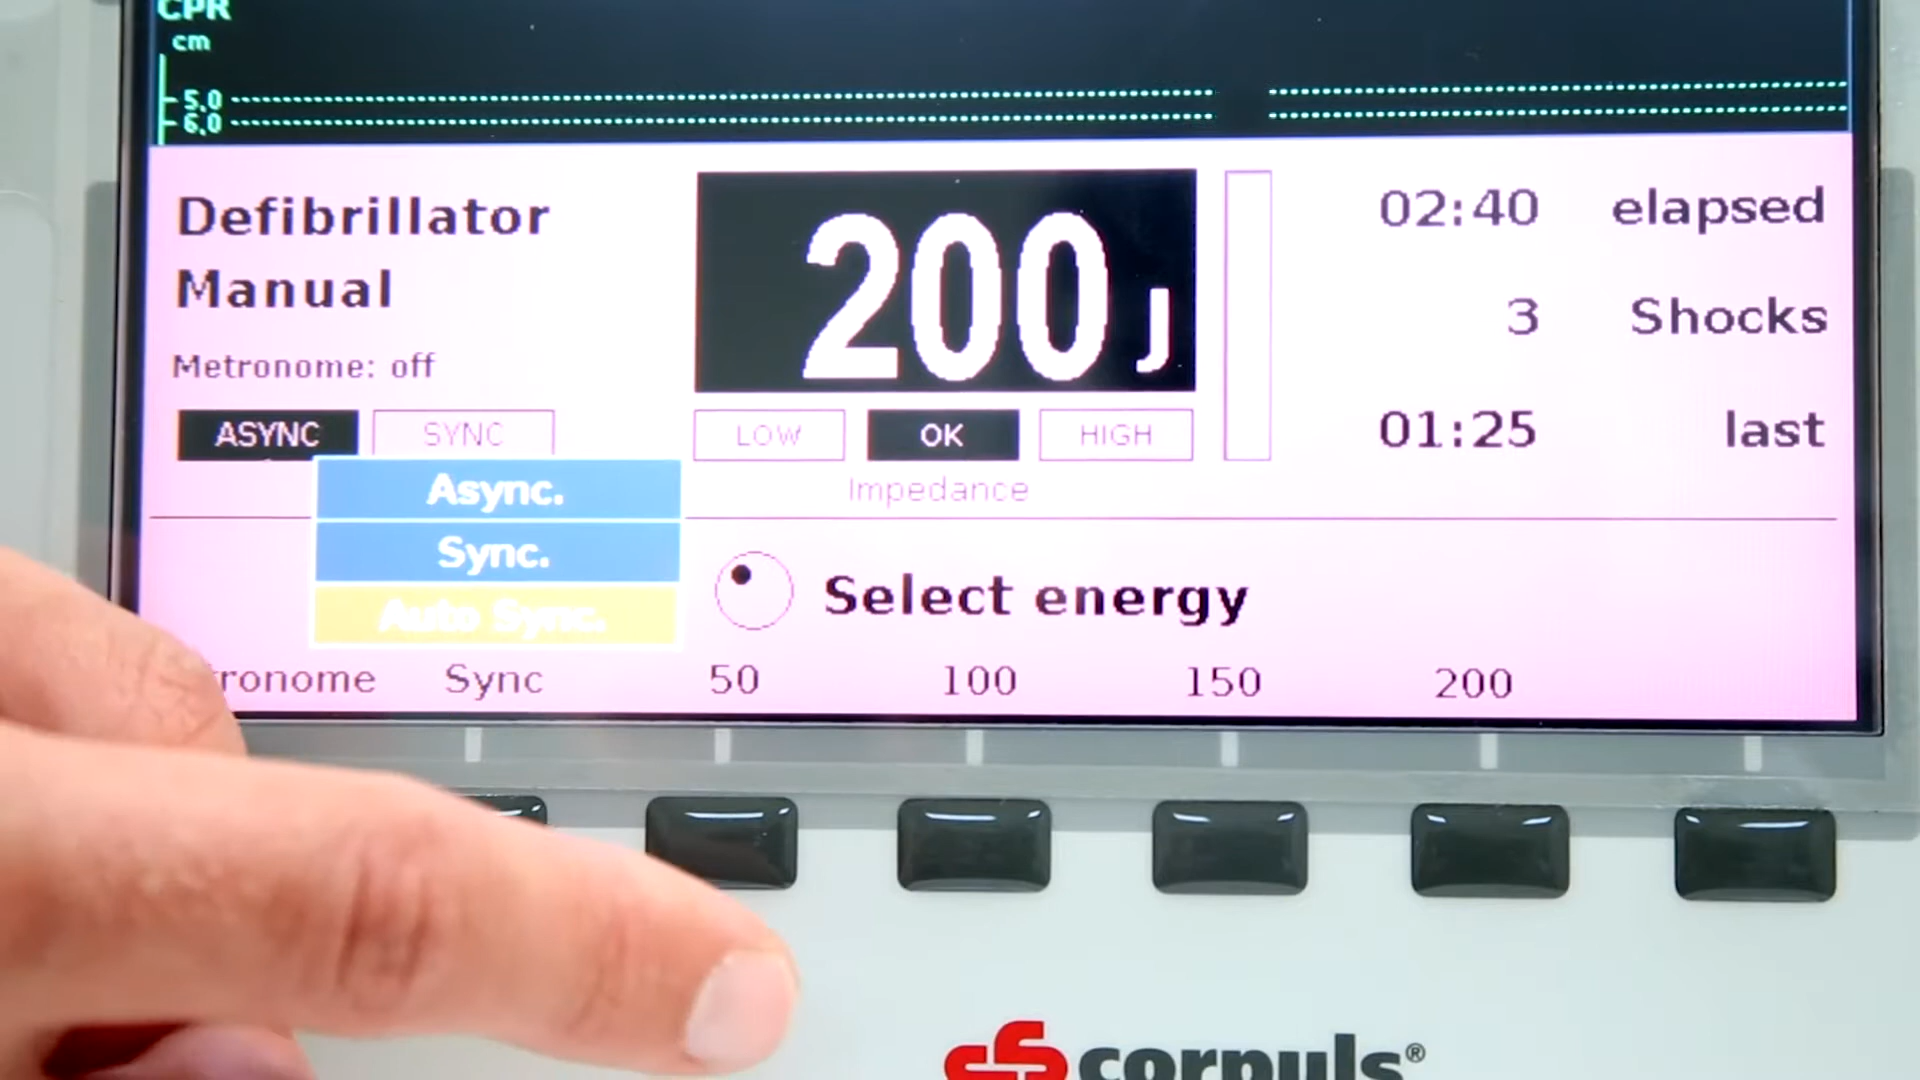 CPR
cm
5.0
6.0
Defibrillator
Manual
Metronome: off
ASYNC SYNC
200 J
LOW OK HIGH
Impedance
02:40 elapsed
3 Shocks
01:25 last
Async.
Sync.
Auto Sync.
Select energy
tronome Sync 50 100 150 200
corpuls®